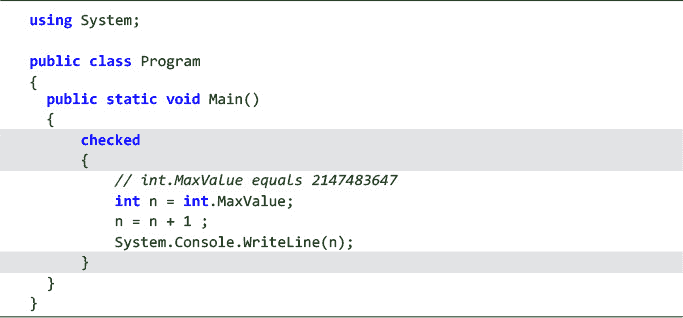 using System;
public class Program
{
  public static void Main()
  {
      checked
      {
          // int.MaxValue equals 2147483647
          int n = int.MaxValue;
          n = n + 1 ;
          System.Console.WriteLine(n);
      }
  }
}